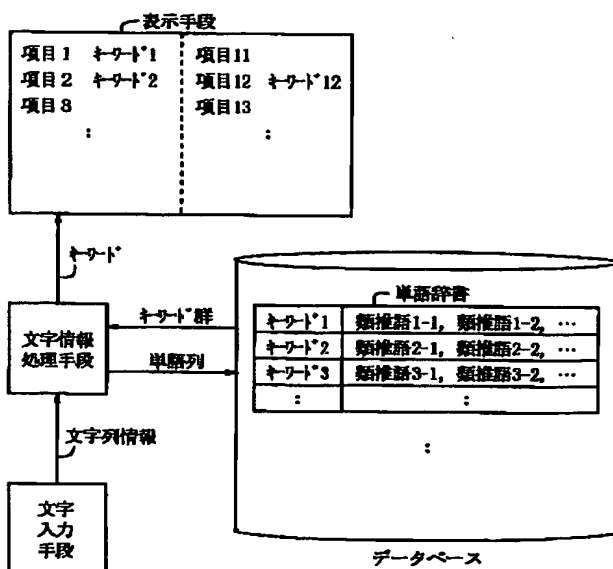 表示手段
項目1 キーワード1
項目2 キーワード2
項目3
:
項目11
項目12 キーワード12
項目13
:
キーワード
文字情報
処理手段
キーワード群
単語列
文字列情報
文字
入力
手段
単語辞書
キーワード1 類推語1-1, 類推語1-2, …
キーワード2 類推語2-1, 類推語2-2, …
キーワード3 類推語3-1, 類推語3-2, …
: :
:
データベース